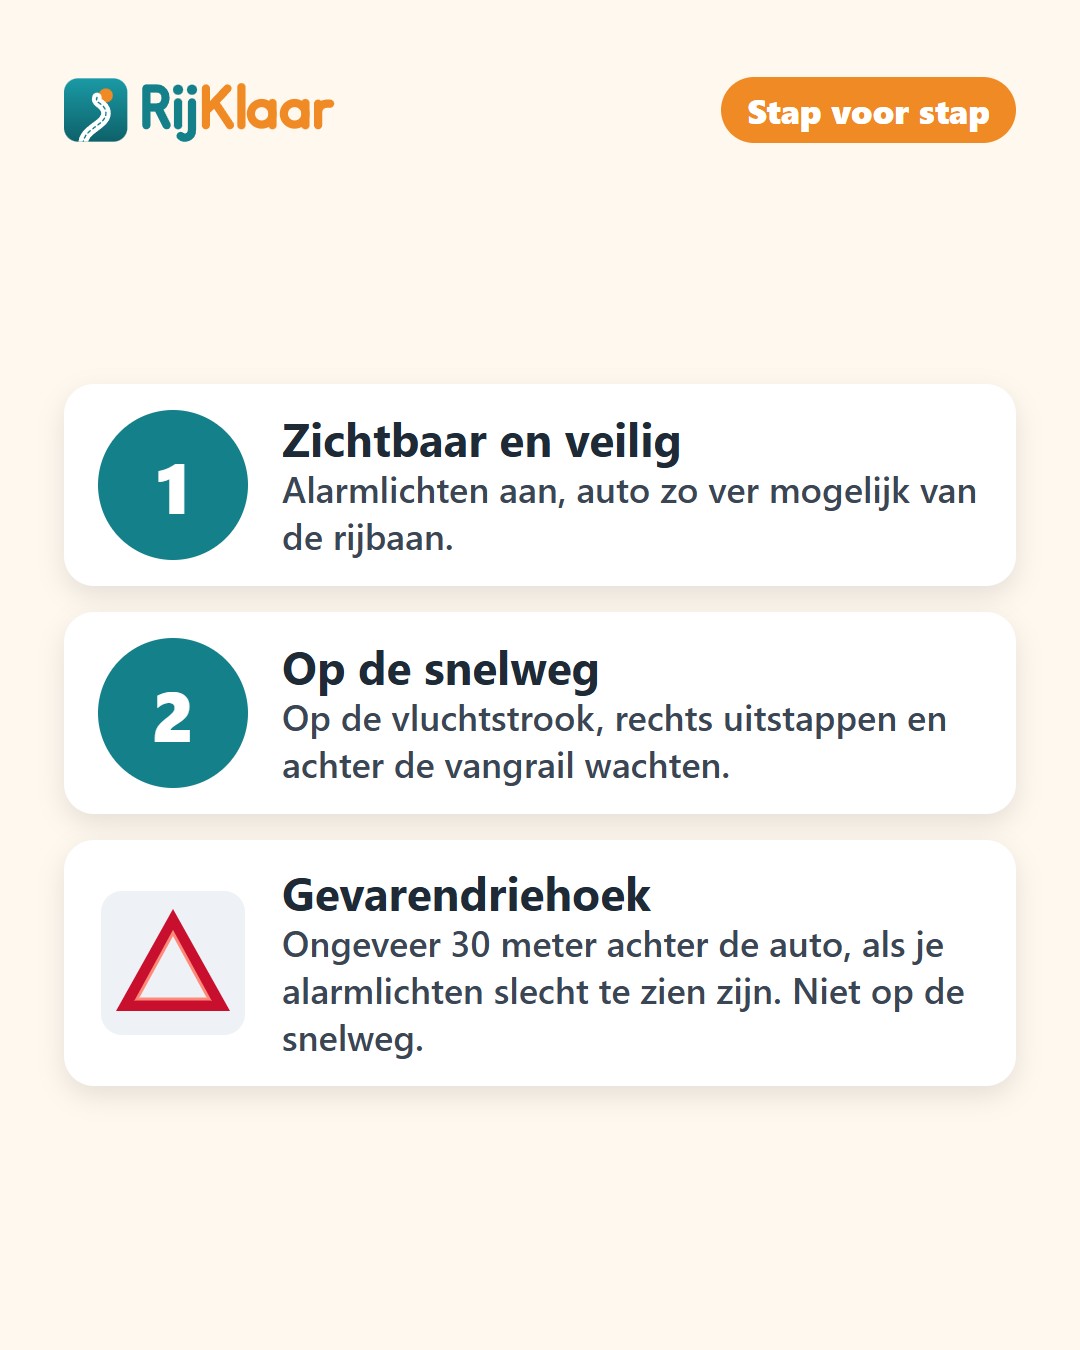 RijKlaar
Stap voor stap
1
Zichtbaar en veilig
Alarmlichten aan, auto zo ver mogelijk van
de rijbaan.
2
Op de snelweg
Op de vluchtstrook, rechts uitstappen en
achter de vangrail wachten.
Gevarendriehoek
Ongeveer 30 meter achter de auto, als je
alarmlichten slecht te zien zijn. Niet op de
snelweg.